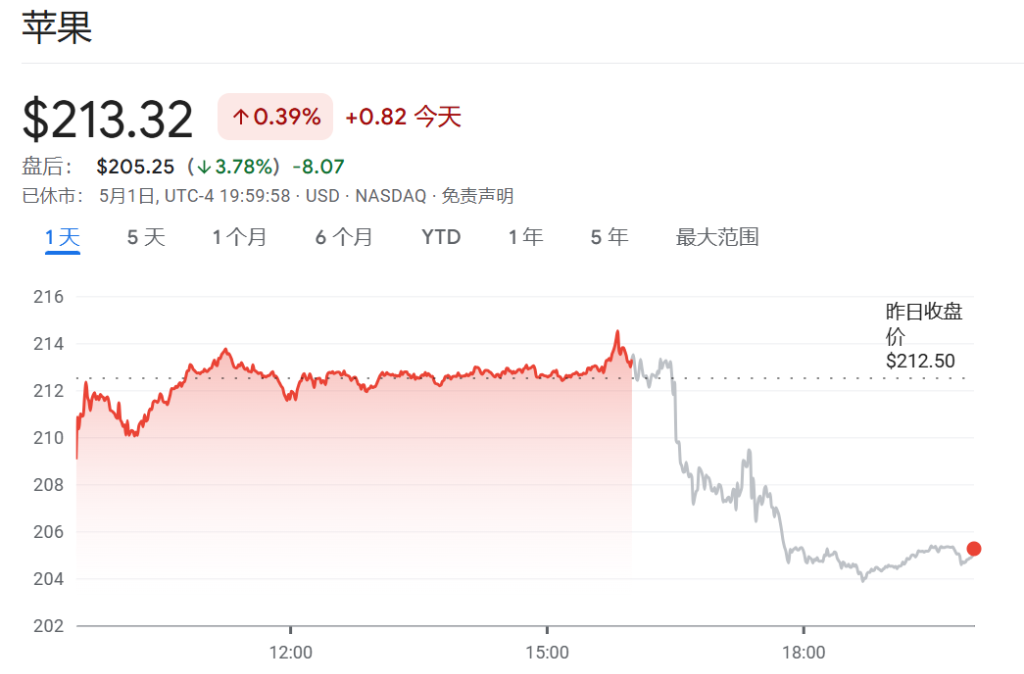 苹果
$213.32 ↑0.39% +0.82 今天
盘后： $205.25 (↓3.78%) -8.07
已休市： 5月1日, UTC-4 19:59:58 · USD · NASDAQ · 免责声明
1 天 5 天 1 个月 6 个月 YTD 1 年 5 年 最大范围
216
昨日收盘
价
$212.50
214
212
210
208
206
204
202
12:00 15:00 18:00